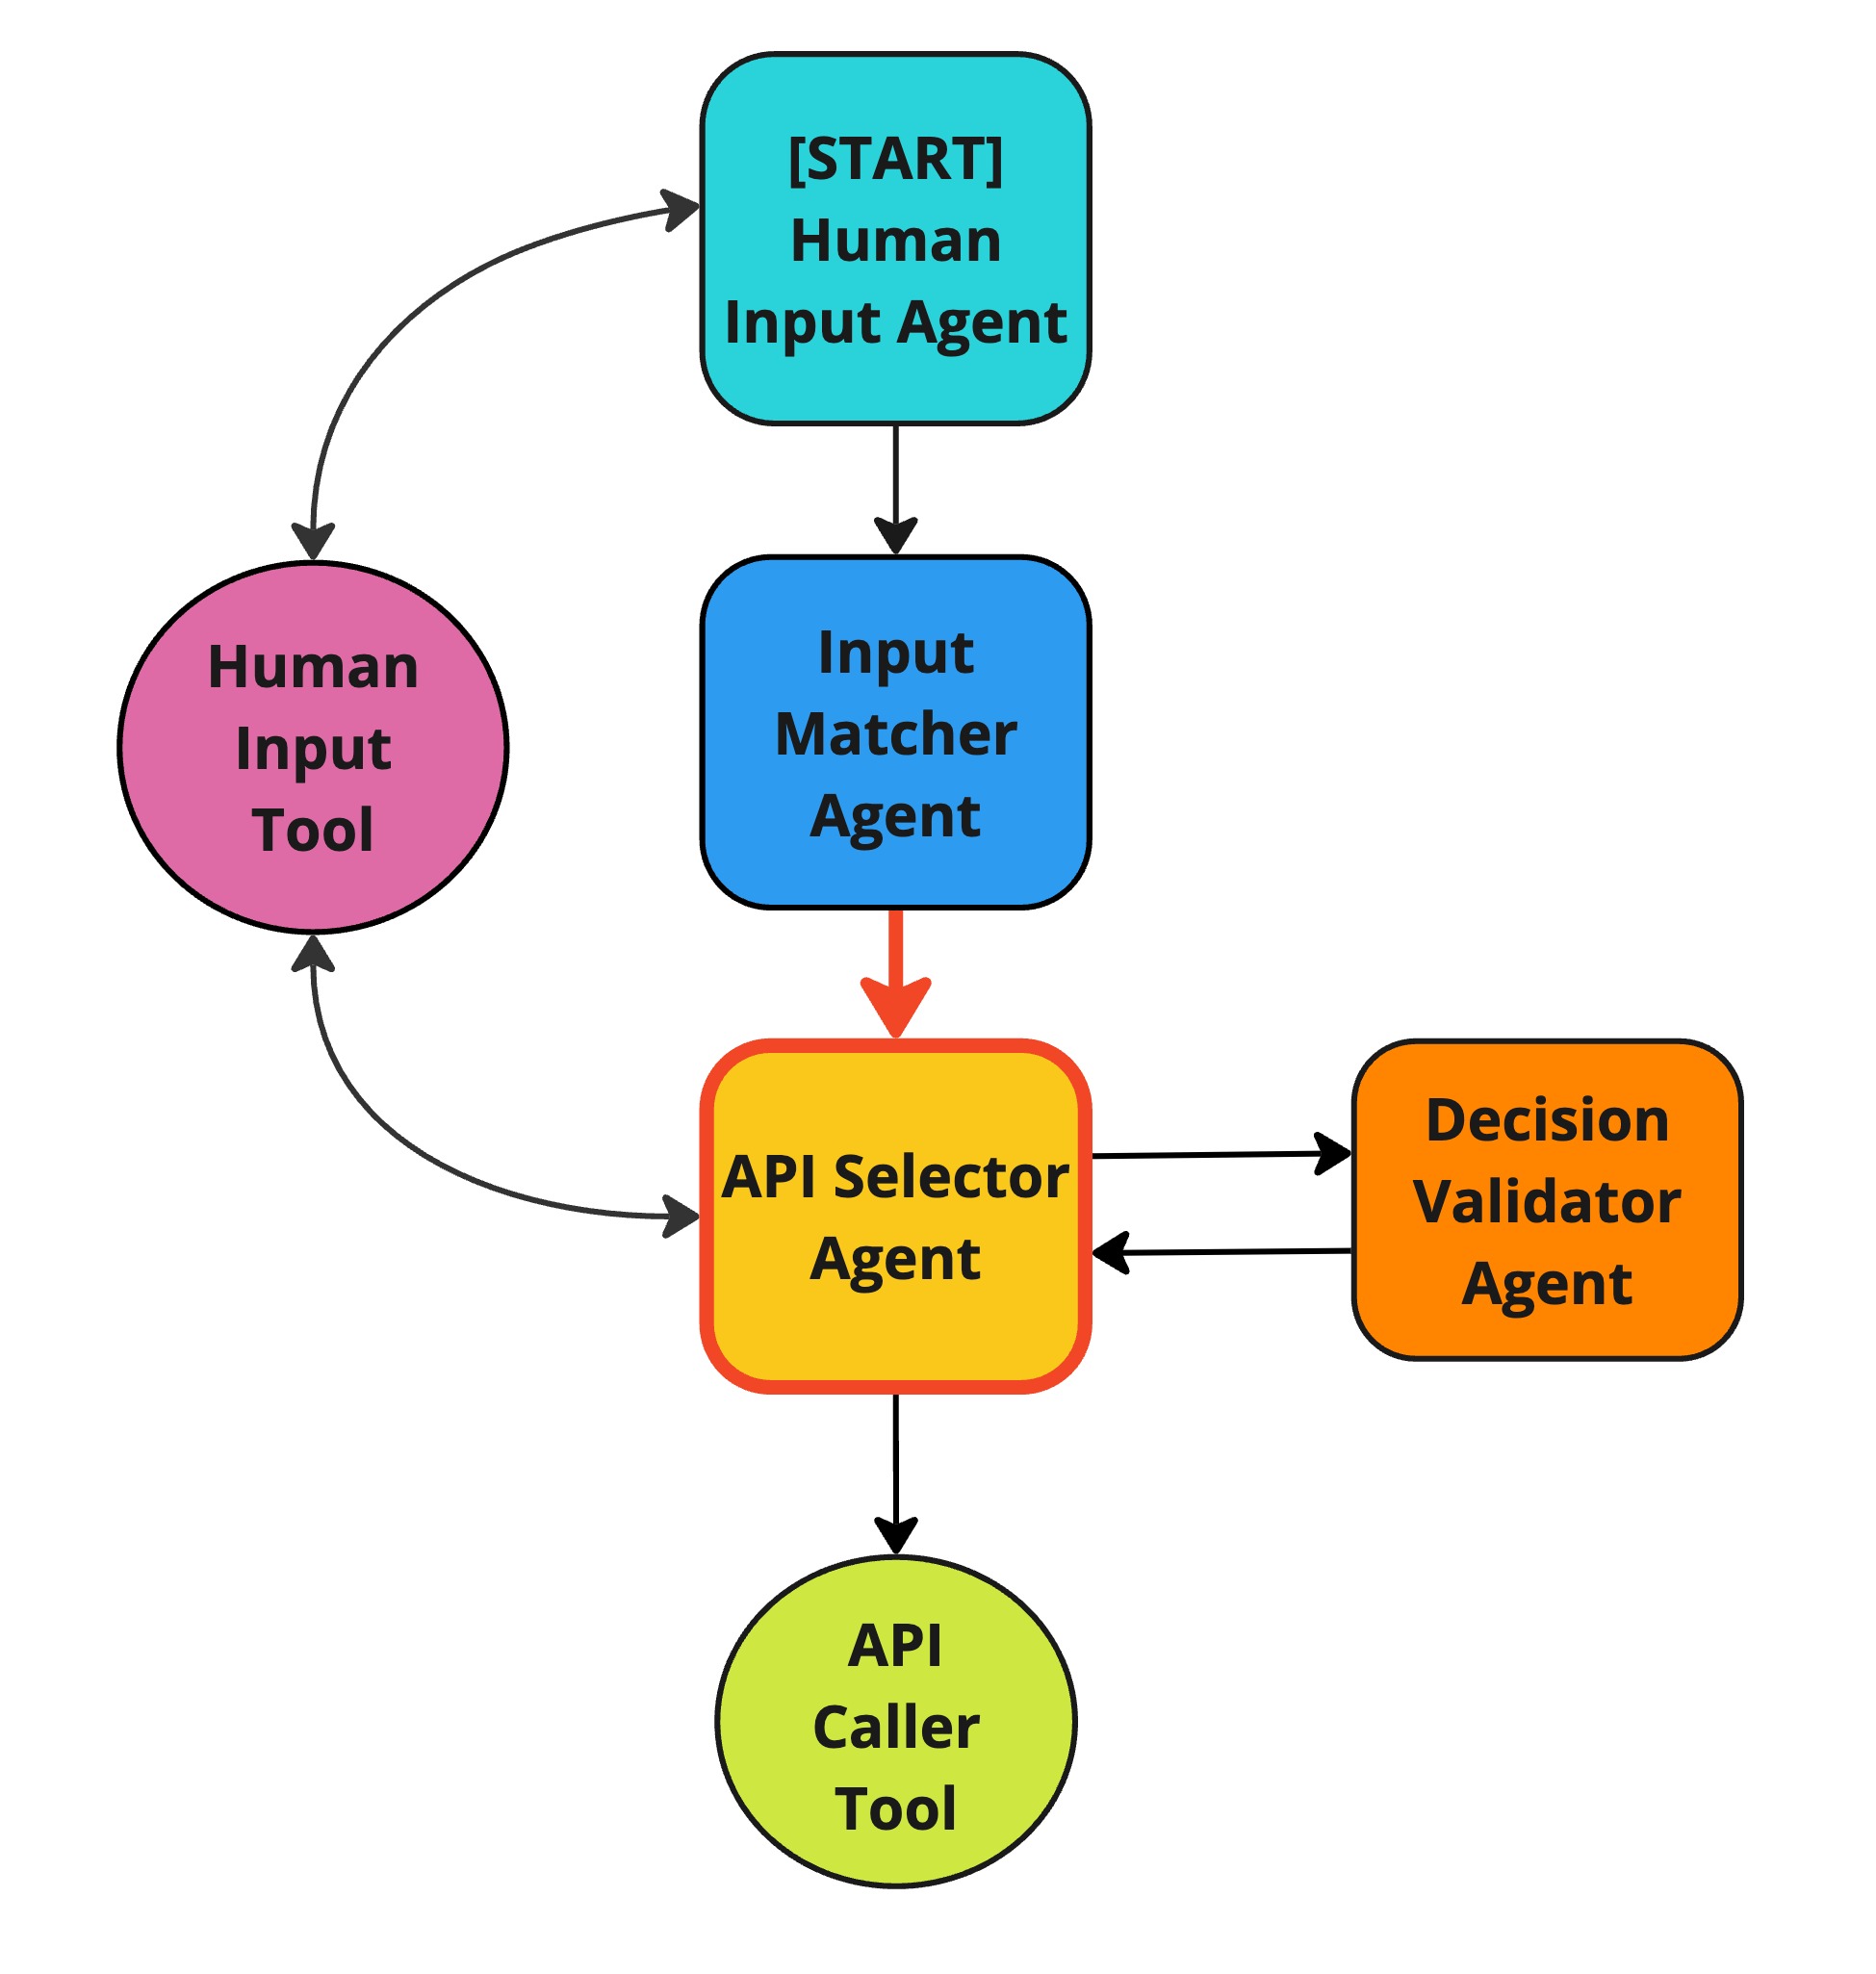 [START]
Human
Input Agent
Human
Input
Tool
Input
Matcher
Agent
API Selector
Agent
Decision
Validator
Agent
API
Caller
Tool